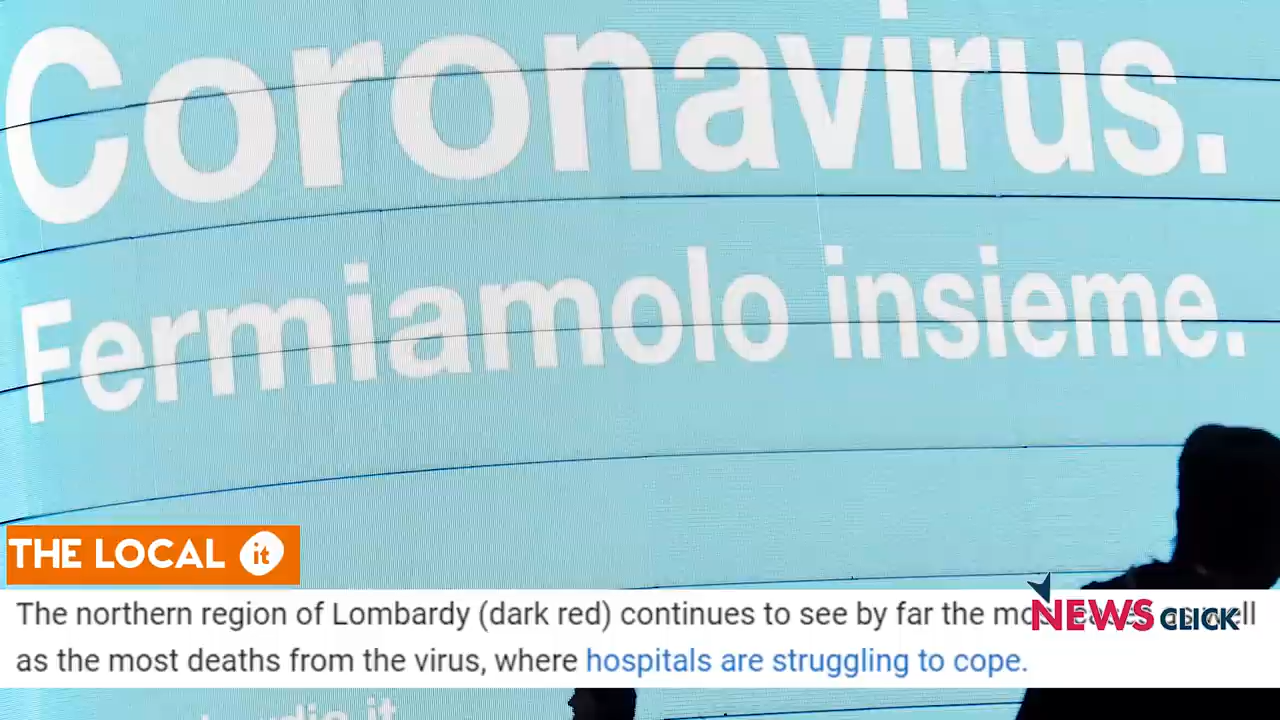 Coronavirus.
Fermiamolo insieme.
THE LOCAL it
The northern region of Lombardy (dark red) continues to see by far the
as the most deaths from the virus, where hospitals are struggling to cope.
NEWS CLICK